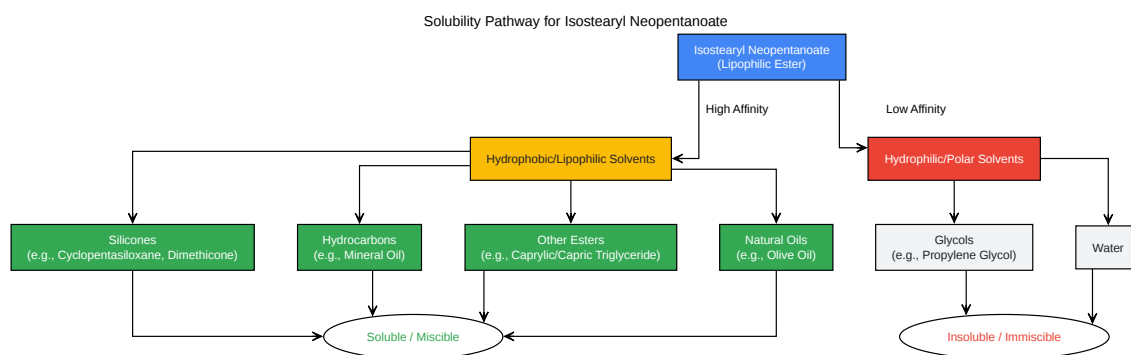 Solubility Pathway for Isostearyl Neopentanoate
Isostearyl Neopentanoate
(Lipophilic Ester)
High Affinity
Low Affinity
Hydrophobic/Lipophilic Solvents
Hydrophilic/Polar Solvents
Silicones
(e.g., Cyclopentasiloxane, Dimethicone)
Hydrocarbons
(e.g., Mineral Oil)
Other Esters
(e.g., Caprylic/Capric Triglyceride)
Natural Oils
(e.g., Olive Oil)
Glycols
(e.g., Propylene Glycol)
Water
Soluble / Miscible
Insoluble / Immiscible